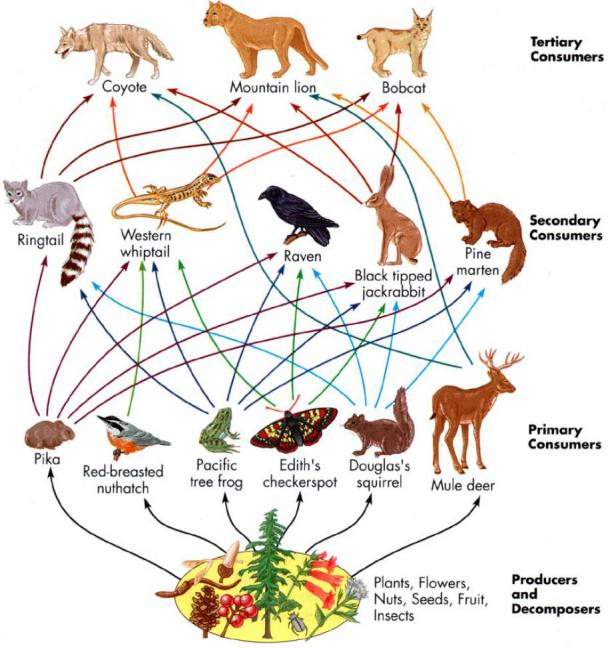 Tertiary
Consumers
Coyote
Mountain lion
Bobcat
Ringtail
Western
whiptail
Raven
Black tipped
jackrabbit
Pine
marten
Secondary
Consumers
Pika
Red-breasted
nuthatch
Pacific
tree frog
Edith's
checkerspot
Douglas's
squirrel
Mule deer
Primary
Consumers
Plants, Flowers,
Nuts, Seeds, Fruit,
Insects
Producers
and
Decomposers